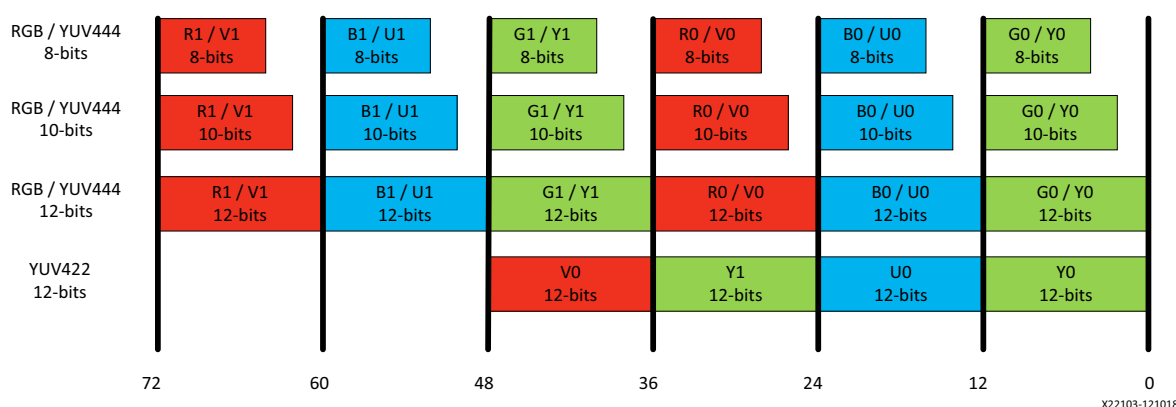 RGB / YUV444
8-bits
R1 / V1
8-bits
B1 / U1
8-bits
G1 / Y1
8-bits
R0 / V0
8-bits
B0 / U0
8-bits
G0 / Y0
8-bits
RGB / YUV444
10-bits
R1 / V1
10-bits
B1 / U1
10-bits
G1 / Y1
10-bits
R0 / V0
10-bits
B0 / U0
10-bits
G0 / Y0
10-bits
RGB / YUV444
12-bits
R1 / V1
12-bits
B1 / U1
12-bits
G1 / Y1
12-bits
R0 / V0
12-bits
B0 / U0
12-bits
G0 / Y0
12-bits
YUV422
12-bits
V0
12-bits
Y1
12-bits
U0
12-bits
Y0
12-bits
72 60 48 36 24 12 0
X22103-121018